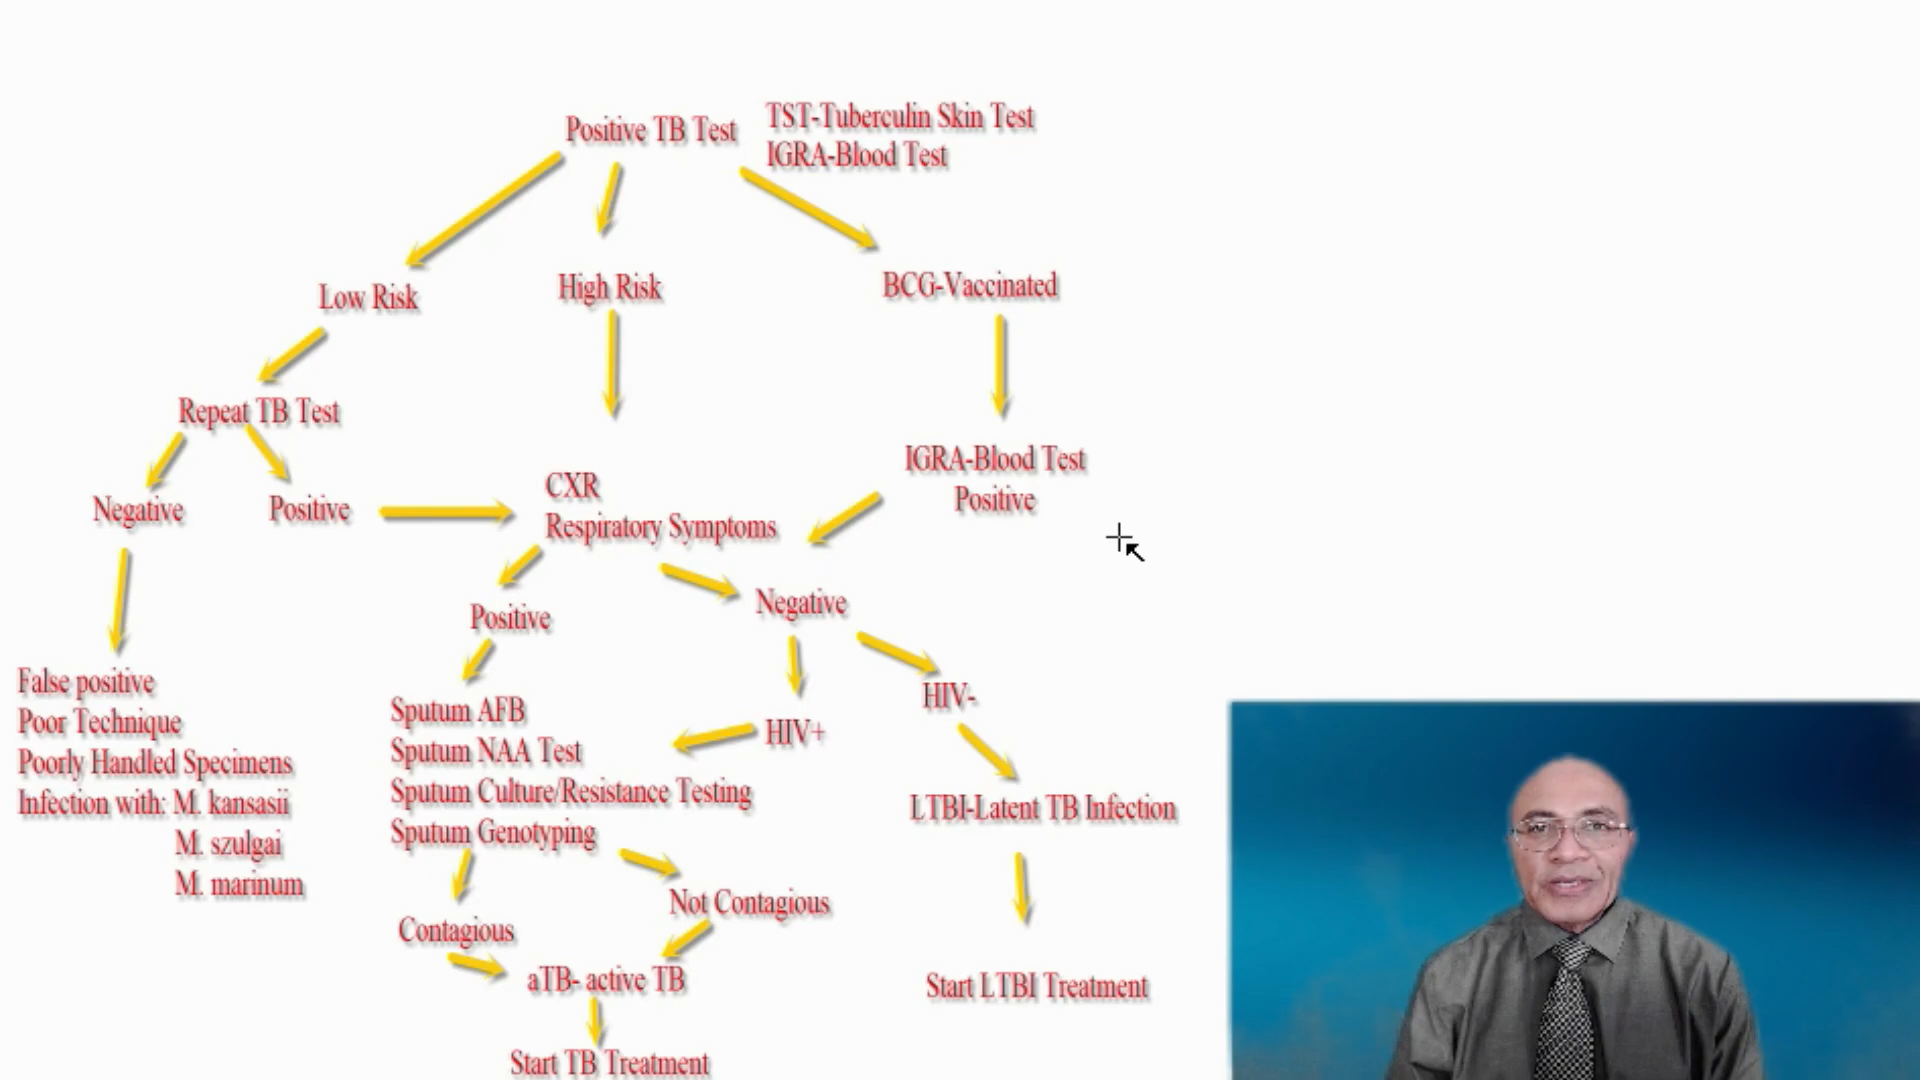 Positive TB Test
TST-Tuberculin Skin Test
IGRA-Blood Test
Low Risk
High Risk
BCG-Vaccinated
Repeat TB Test
IGRA-Blood Test
Positive
Negative
Positive
CXR
Respiratory Symptoms
Positive
Negative
HIV+
HIV-
False positive
Poor Technique
Poorly Handled Specimens
Infection with: M. kansasii
M. szulgai
M. marinum
Sputum AFB
Sputum NAA Test
Sputum Culture/Resistance Testing
Sputum Genotyping
LTBI-Latent TB Infection
Contagious
Not Contagious
aTB- active TB
Start LTBI Treatment
Start TB Treatment